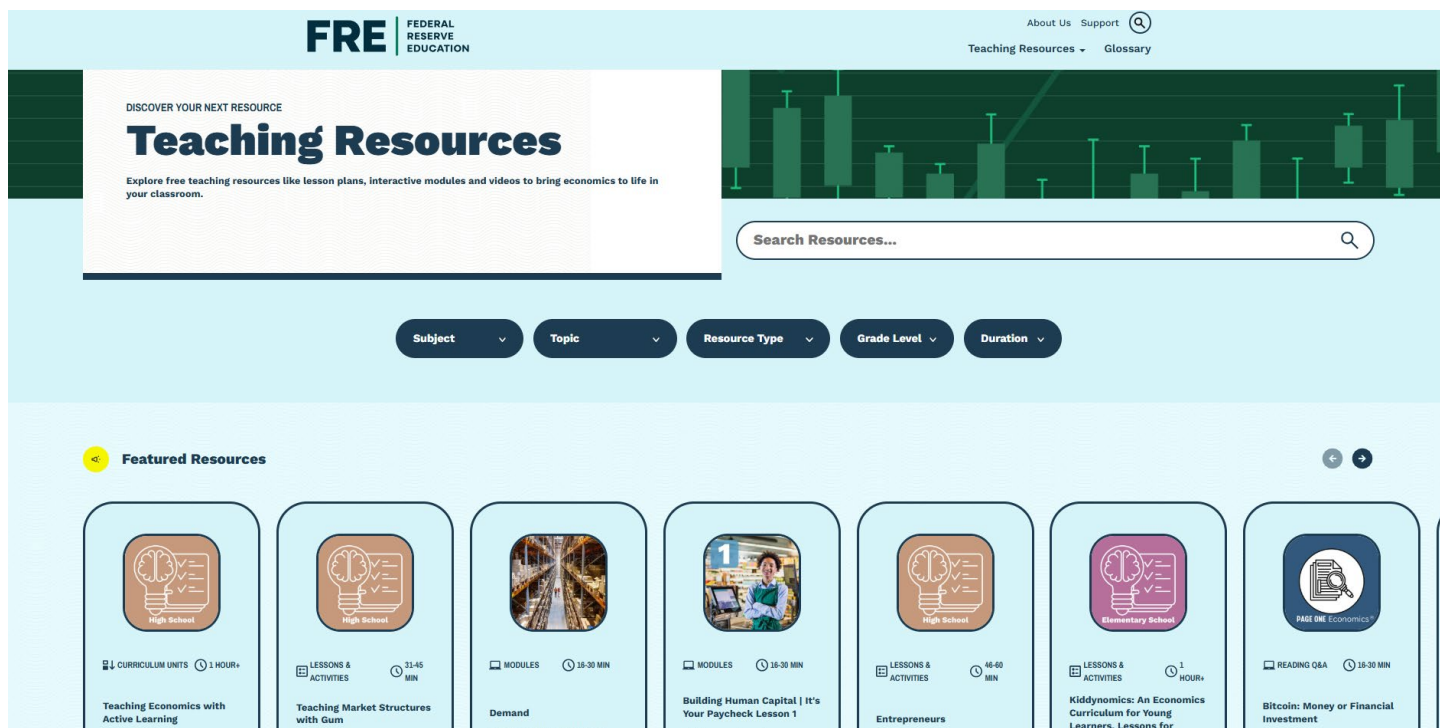 FRE
FEDERAL
RESERVE
EDUCATION
About Us Support
Teaching Resources Glossary
DISCOVER YOUR NEXT RESOURCE
Teaching Resources
Explore free teaching resources like lesson plans, interactive modules and videos to bring economics to life in
your classroom.
Search Resources...
Subject Topic Resource Type Grade Level Duration
Featured Resources
High School
CURRICULUM UNITS 1 HOUR+
Teaching Economics with
Active Learning
High School
LESSONS &
ACTIVITIES
31-45
MIN
Teaching Market Structures
with Gum
MODULES 16-30 MIN
Demand
1
MODULES 16-30 MIN
Building Human Capital | It's
Your Paycheck Lesson 1
High School
LESSONS &
ACTIVITIES
46-60
MIN
Entrepreneurs
Elementary School
LESSONS &
ACTIVITIES
1
HOUR+
Kiddynomics: An Economics
Curriculum for Young
Learners, Lessons for
PAGE ONE Economics®
READING Q&A 16-30 MIN
Bitcoin: Money or Financial
Investment